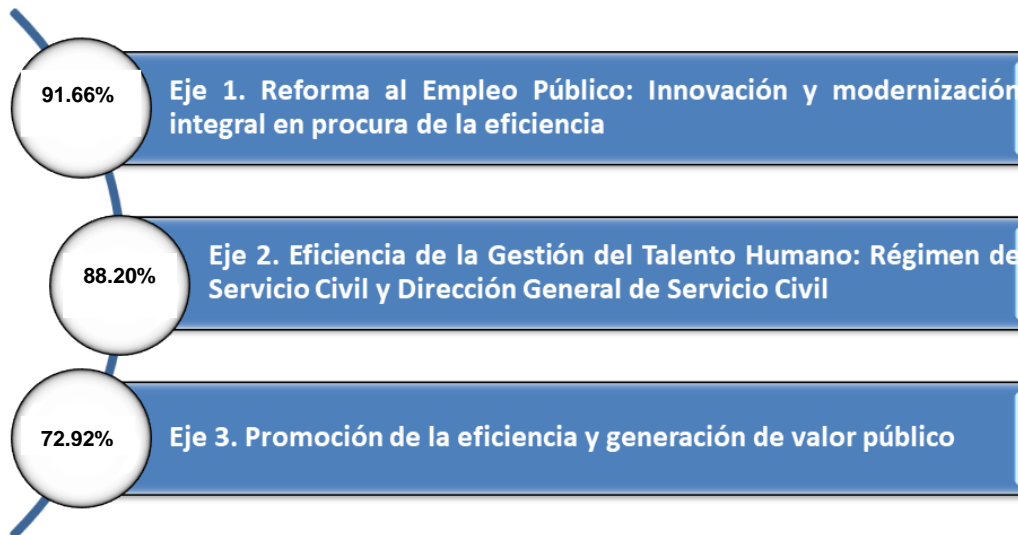 91.66%
Eje 1. Reforma al Empleo Público: Innovación y modernización
integral en procura de la eficiencia
88.20%
Eje 2. Eficiencia de la Gestión del Talento Humano: Régimen de
Servicio Civil y Dirección General de Servicio Civil
72.92%
Eje 3. Promoción de la eficiencia y generación de valor público